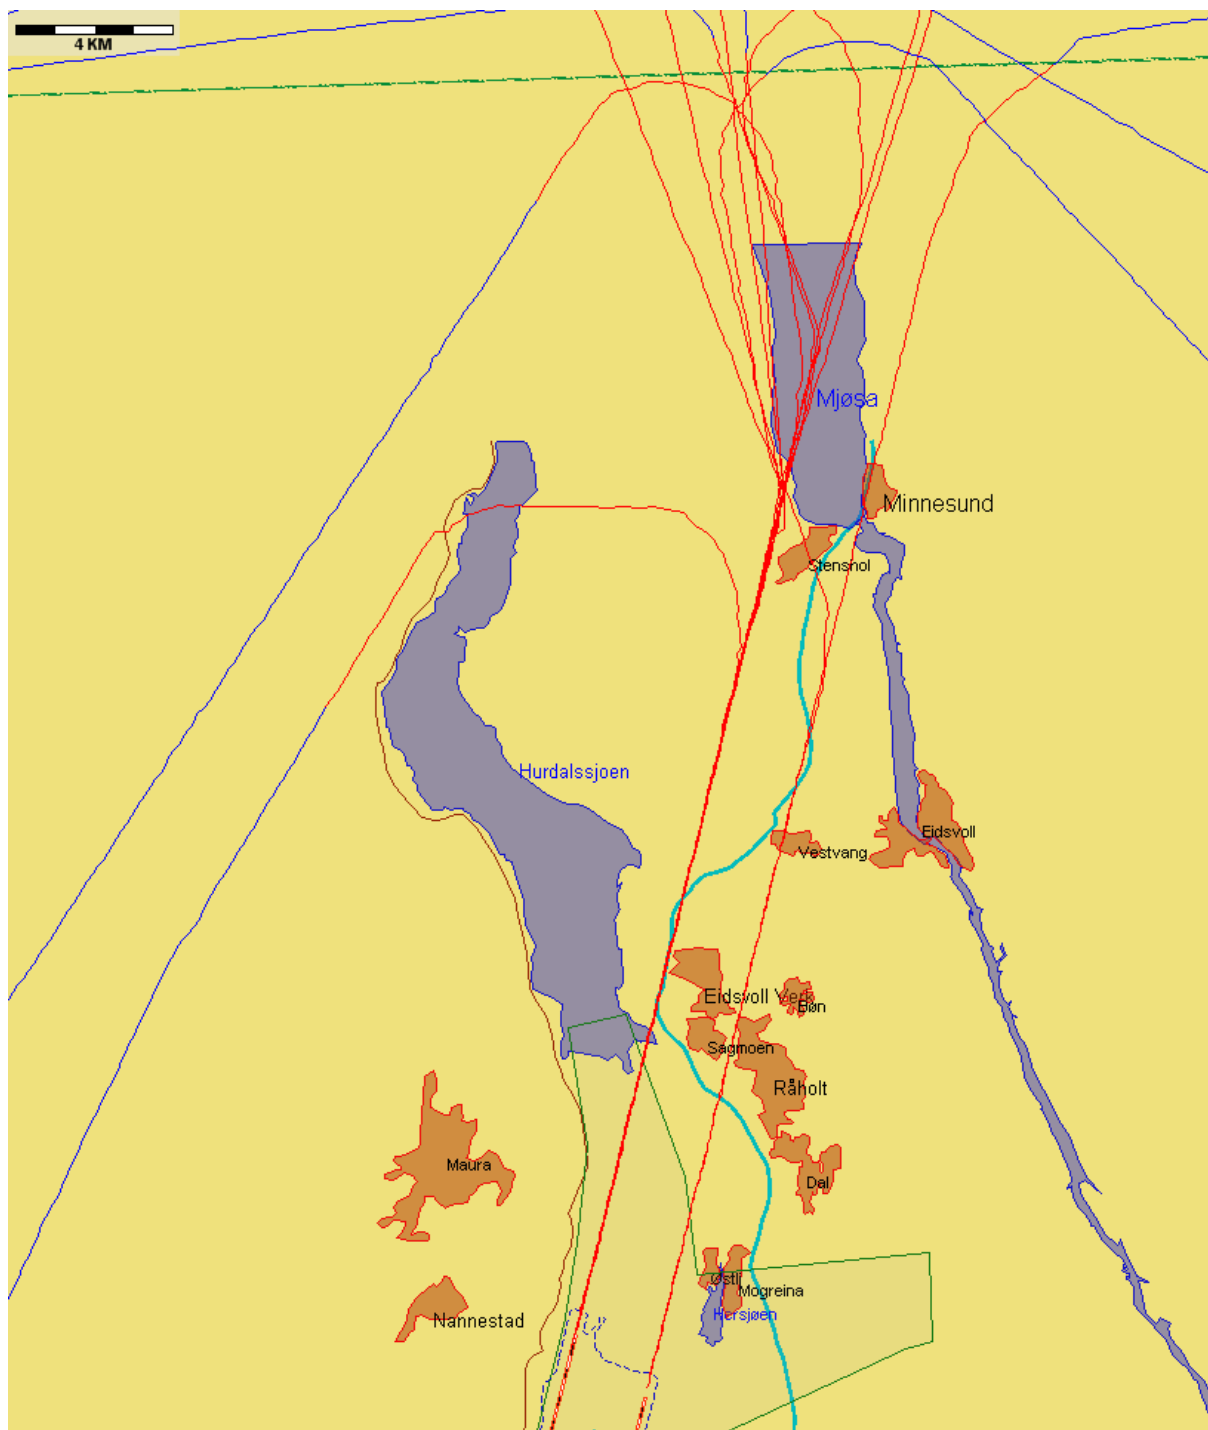 4 KM
Mjøsa
Minnesund
Stensnol
Hurdalssjoen
Eidsvoll
Vestvang
Eidsvoll Verk
Bøn
Sagmoen
Råholt
Maura
Dal
Østli
Mogreina
Hersjøen
Nannestad